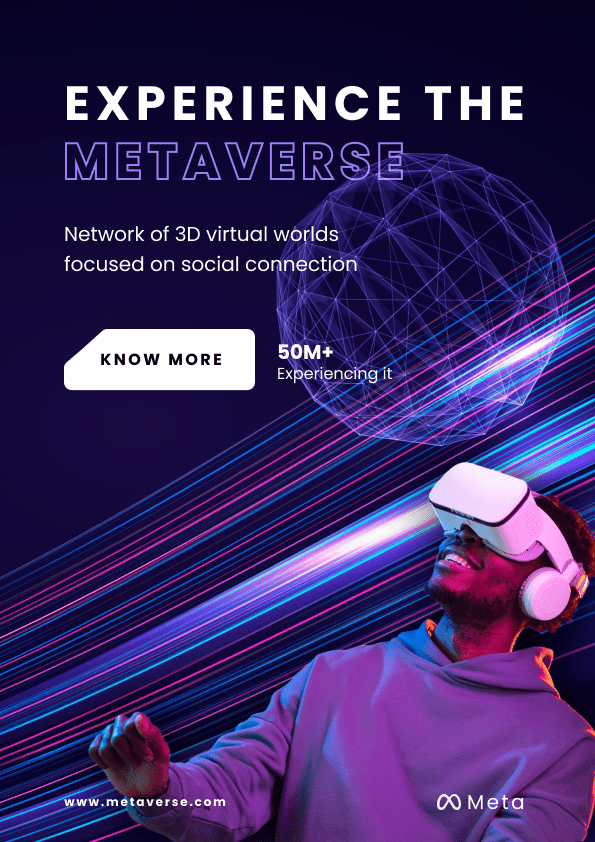 EXPERIENCE THE
METAVERSE
Network of 3D virtual worlds
focused on social connection
KNOW MORE
50M+
Experiencing it
www.metaverse.com
Meta